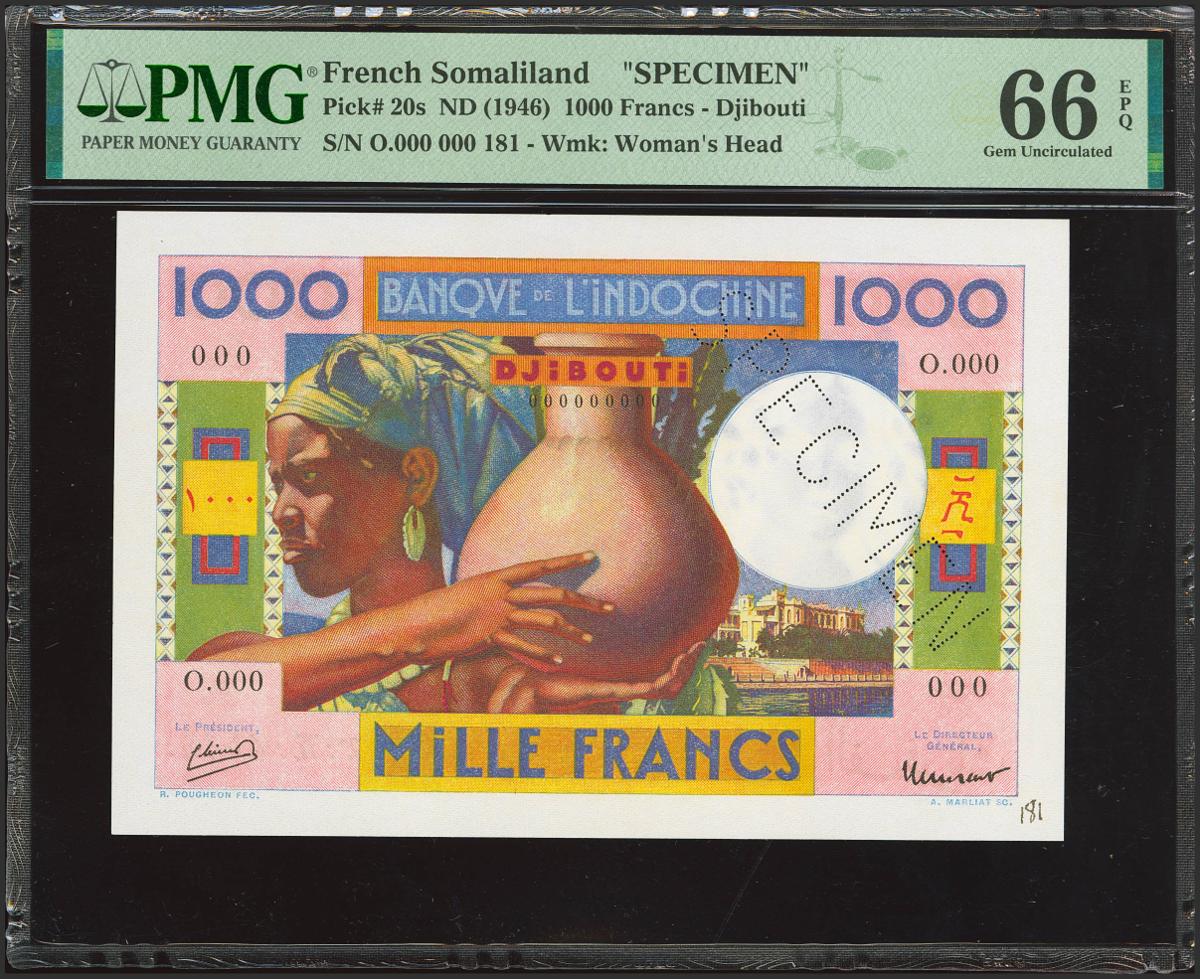 PMG®
PAPER MONEY GUARANTY
French Somaliland "SPECIMEN"
Pick# 20s ND (1946) 1000 Francs - Djibouti
S/N O.000 000 181 - Wmk: Woman's Head
66 EPQ
Gem Uncirculated
1000
BANQVE DE L'iNDOCHiNE
1000
000
O.000
DJiBOUTi
000000000
SPECIMEN
١٠٠٠
O.000
000
LE PRÉSIDENT,
LE DIRECTEUR
GÉNÉRAL,
MiLLE FRANCS
R. POUGHEON FEC.
A. MARLIAT SC.
181